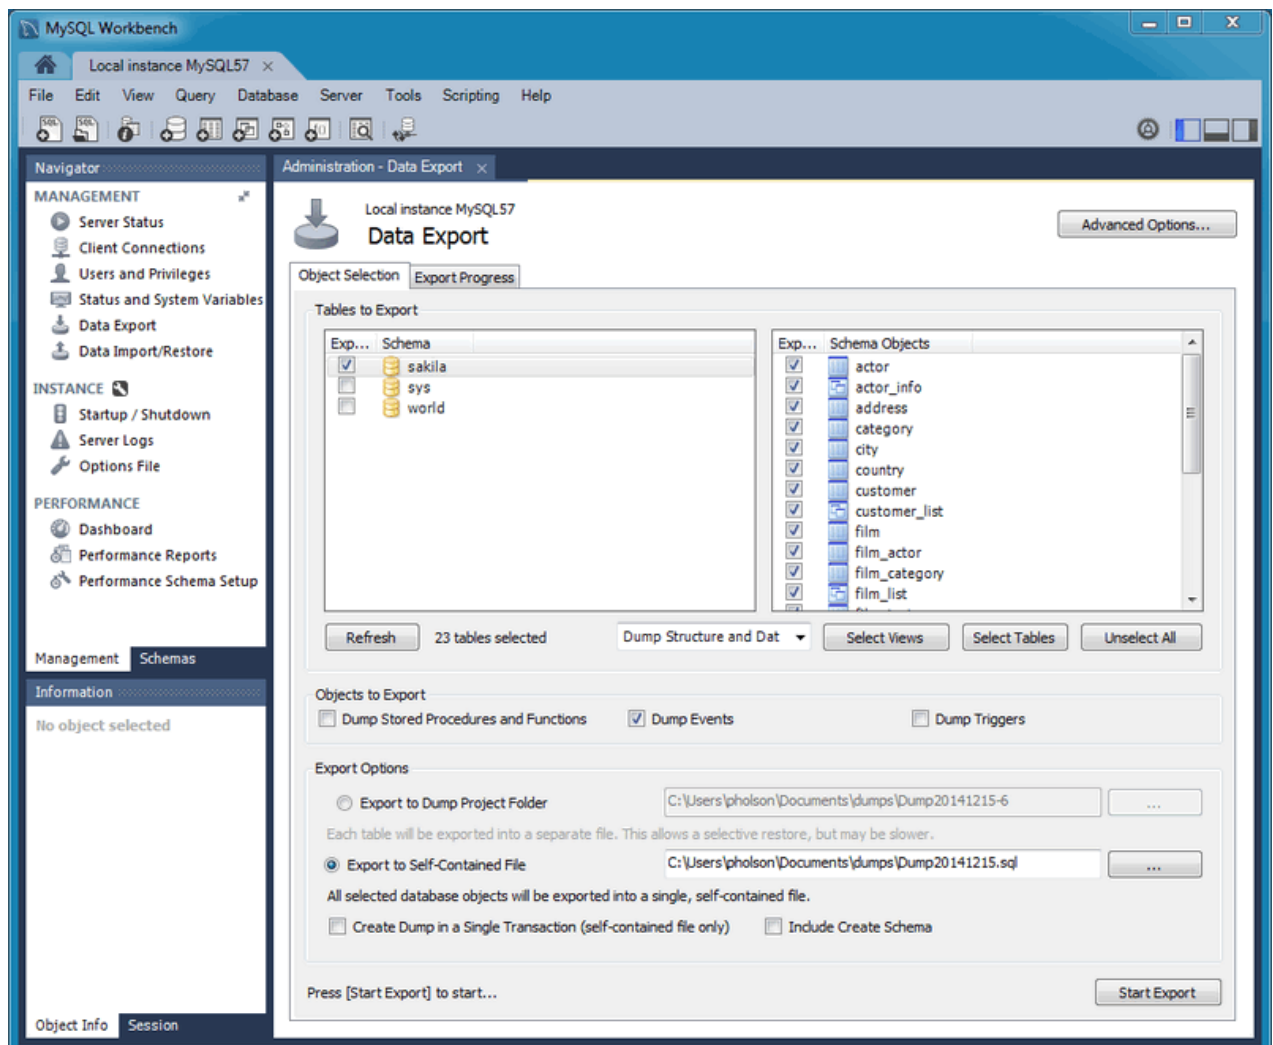 MySQL Workbench
Local instance MySQL57
File Edit View Query Database Server Tools Scripting Help
Navigator
MANAGEMENT
Server Status
Client Connections
Users and Privileges
Status and System Variables
Data Export
Data Import/Restore
INSTANCE
Startup / Shutdown
Server Logs
Options File
PERFORMANCE
Dashboard
Performance Reports
Performance Schema Setup
Management Schemas
Information
No object selected
Object Info Session
Administration - Data Export
Local instance MySQL57
Data Export
Advanced Options...
Object Selection Export Progress
Tables to Export
Exp... Schema
sakila
sys
world
Exp... Schema Objects
actor
actor_info
address
category
city
country
customer
customer_list
film
film_actor
film_category
film_list
Refresh 23 tables selected Dump Structure and Dat Select Views Select Tables Unselect All
Objects to Export
Dump Stored Procedures and Functions Dump Events Dump Triggers
Export Options
Export to Dump Project Folder C:\Users\pholson\Documents\dumps\Dump20141215-6 ...
Each table will be exported into a separate file. This allows a selective restore, but may be slower.
Export to Self-Contained File C:\Users\pholson\Documents\dumps\Dump20141215.sql ...
All selected database objects will be exported into a single, self-contained file.
Create Dump in a Single Transaction (self-contained file only) Include Create Schema
Press [Start Export] to start... Start Export